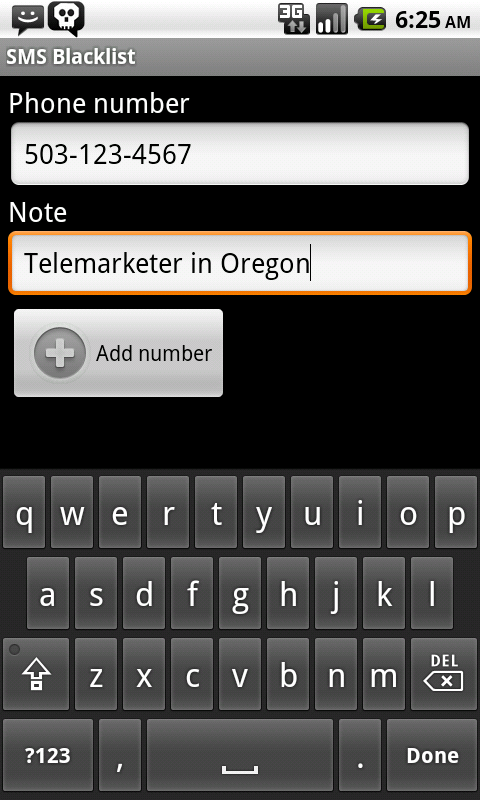 3G 6:25 AM
SMS Blacklist
Phone number
503-123-4567
Note
Telemarketer in Oregon
Add number
q w e r t y u i o p
a s d f g h j k l
z x c v b n m DEL
?123 , . Done